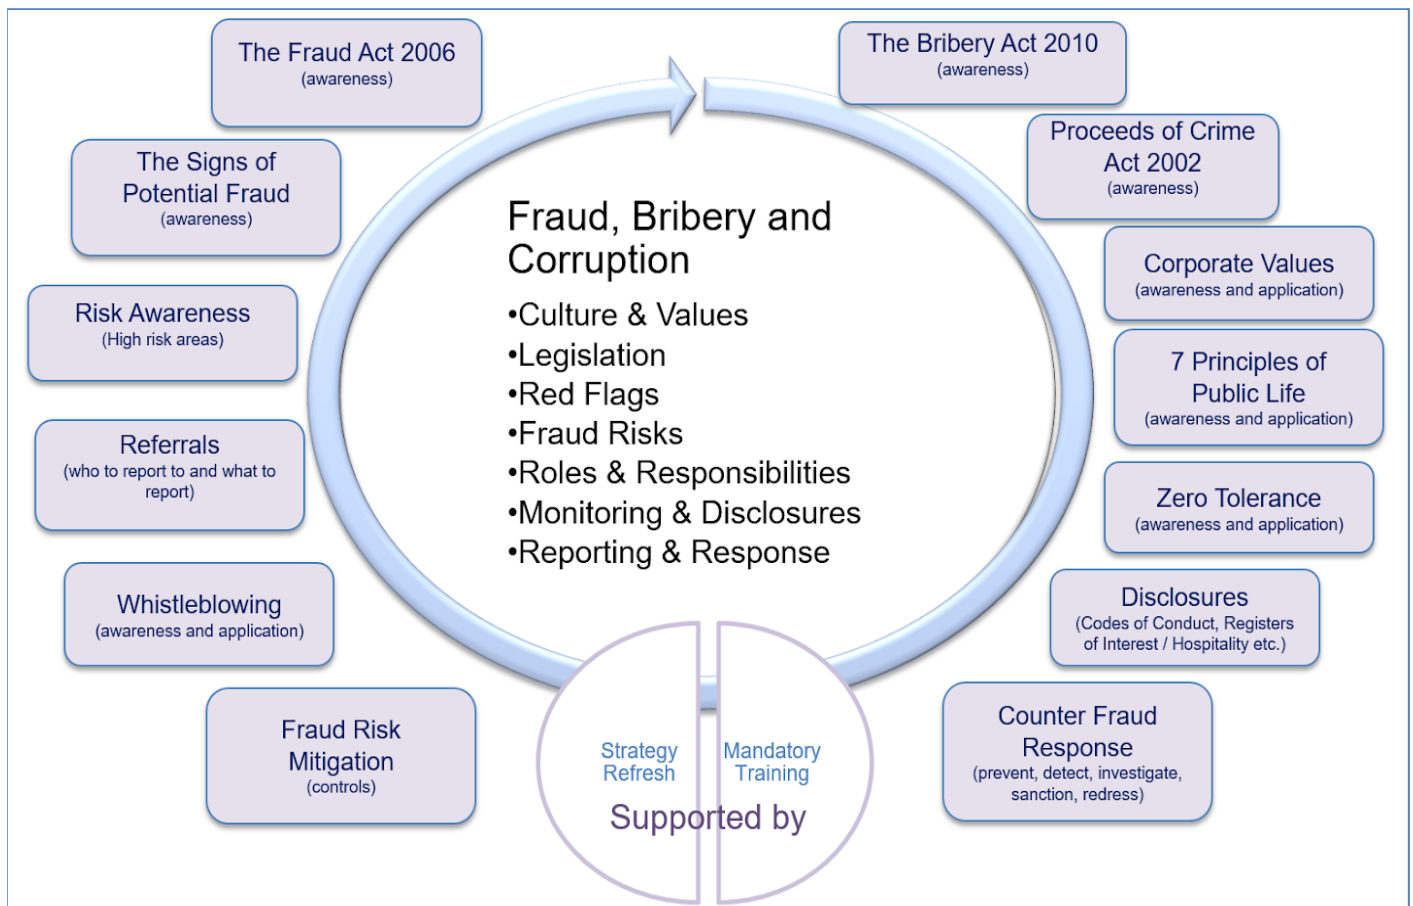 The Fraud Act 2006
(awareness)
The Bribery Act 2010
(awareness)
Proceeds of Crime
Act 2002
(awareness)
The Signs of
Potential Fraud
(awareness)
Corporate Values
(awareness and application)
Risk Awareness
(High risk areas)
7 Principles of
Public Life
(awareness and application)
Referrals
(who to report to and what to
report)
Zero Tolerance
(awareness and application)
Whistleblowing
(awareness and application)
Disclosures
(Codes of Conduct, Registers
of Interest / Hospitality etc.)
Fraud Risk
Mitigation
(controls)
Counter Fraud
Response
(prevent, detect, investigate,
sanction, redress)
Fraud, Bribery and
Corruption
•Culture & Values
•Legislation
•Red Flags
•Fraud Risks
•Roles & Responsibilities
•Monitoring & Disclosures
•Reporting & Response
Strategy
Refresh
Mandatory
Training
Supported by